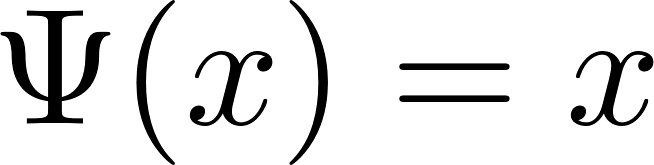 Ψ(x) = x